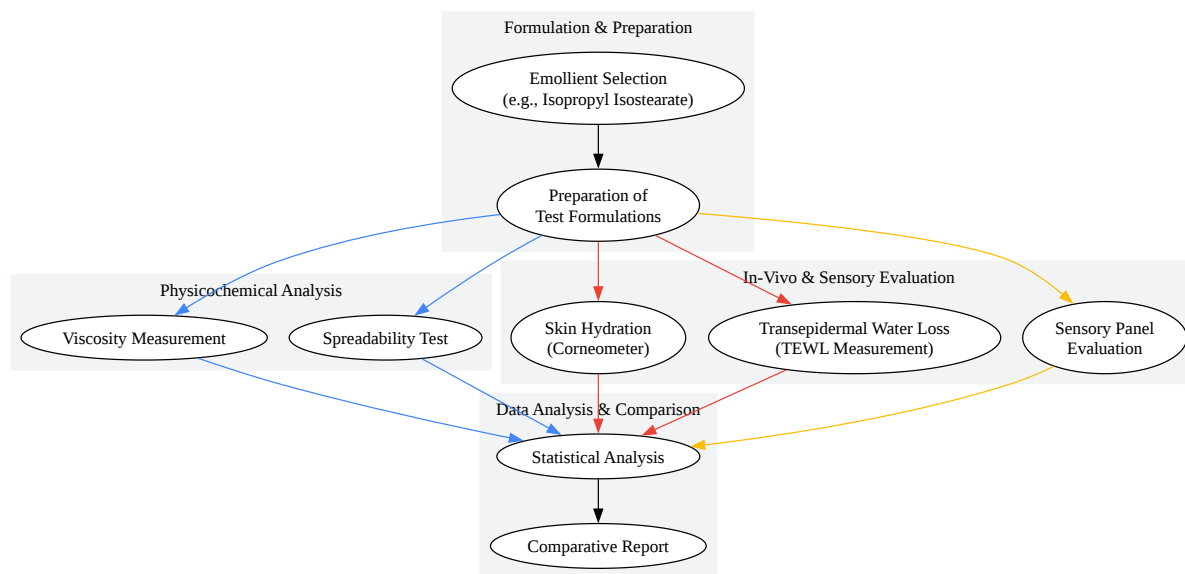 Formulation & Preparation
Emollient Selection
(e.g., Isopropyl Isostearate)
Preparation of
Test Formulations
Physicochemical Analysis
Viscosity Measurement
Spreadability Test
In-Vivo & Sensory Evaluation
Skin Hydration
(Corneometer)
Transepidermal Water Loss
(TEWL Measurement)
Sensory Panel
Evaluation
Data Analysis & Comparison
Statistical Analysis
Comparative Report